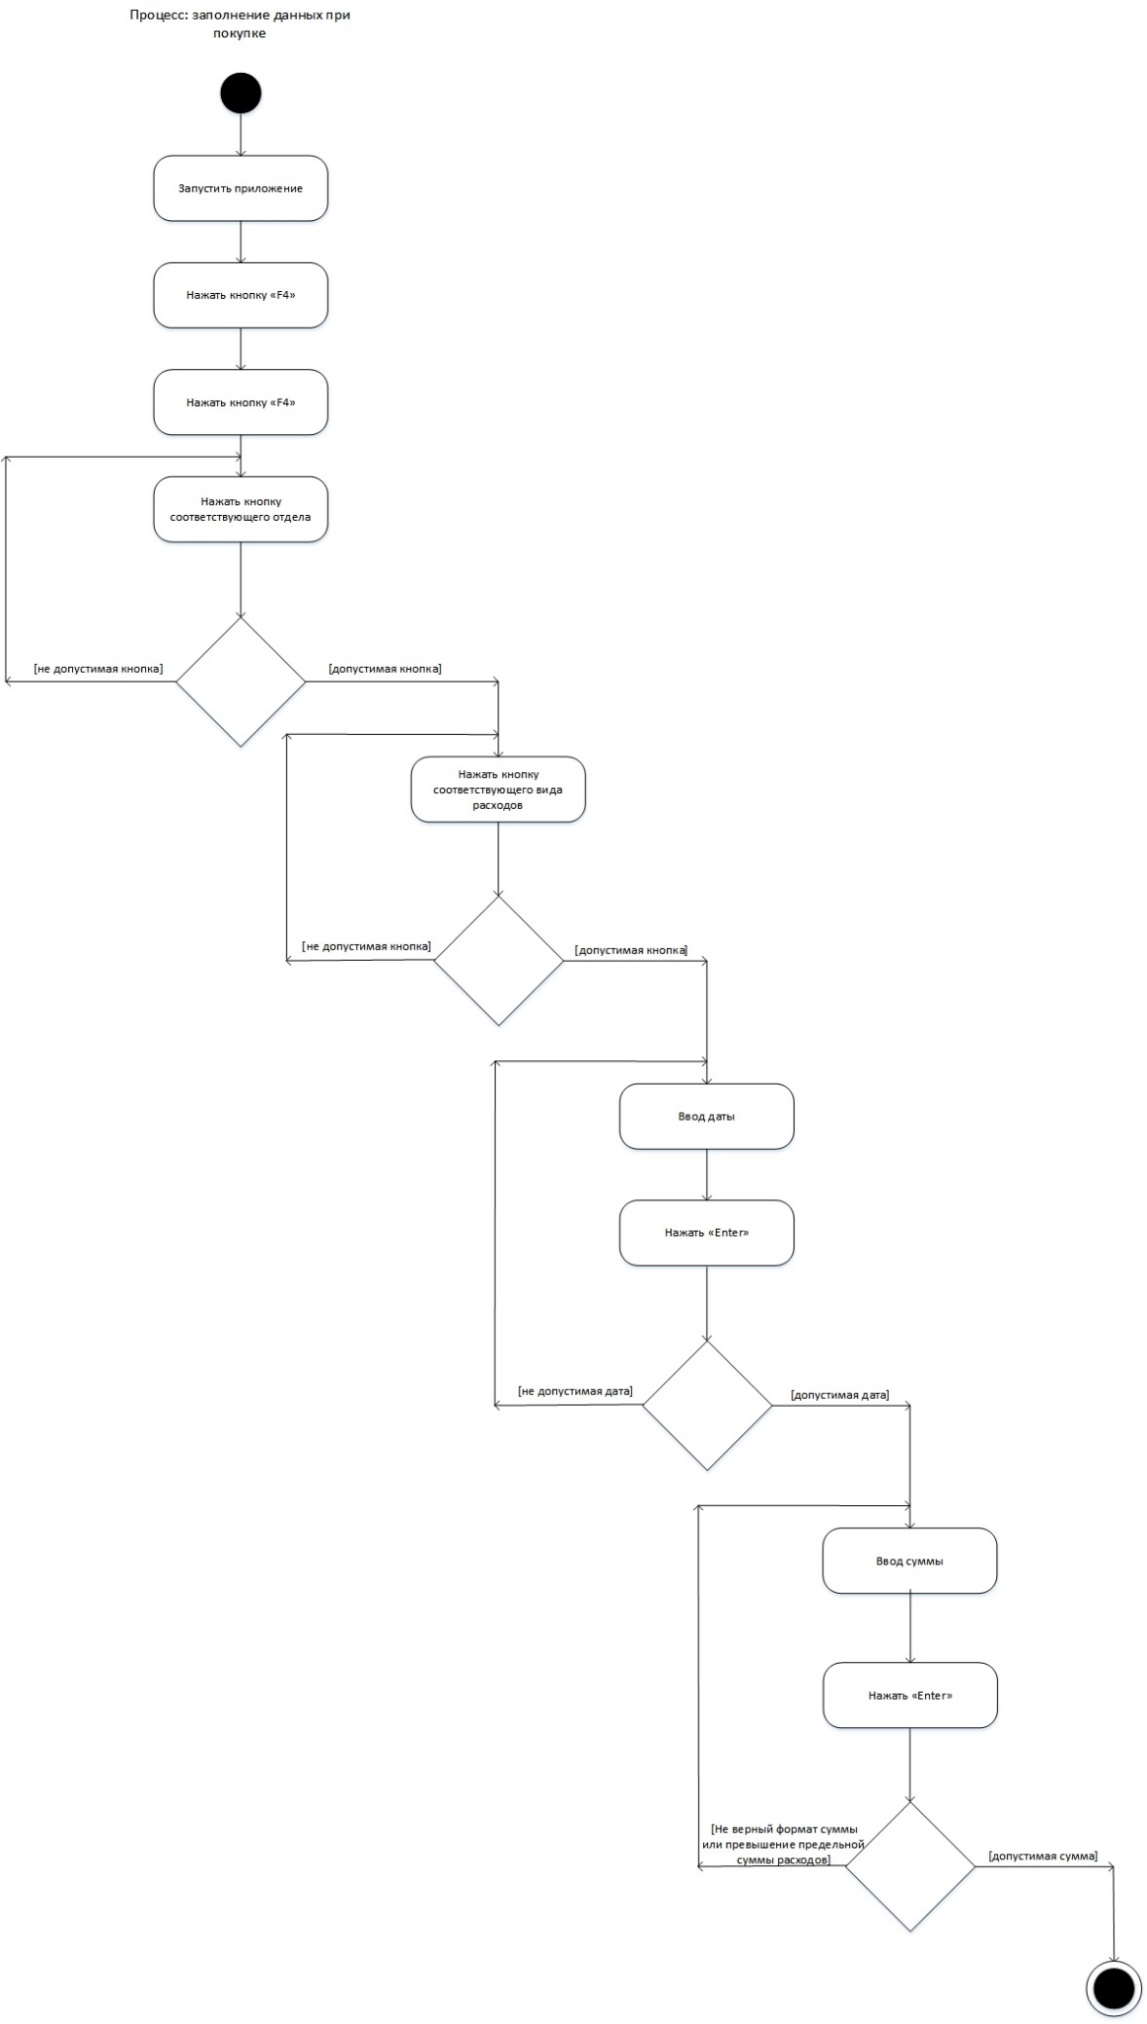 Процесс: заполнение данных при
покупке
Запустить приложение
Нажать кнопку «F4»
Нажать кнопку «F4»
Нажать кнопку
соответствующего отдела
[не допустимая кнопка]
[допустимая кнопка]
Нажать кнопку
соответствующего вида
расходов
[не допустимая кнопка]
[допустимая кнопка]
Ввод даты
Нажать «Enter»
[не допустимая дата]
[допустимая дата]
Ввод суммы
Нажать «Enter»
[Не верный формат суммы
или превышение предельной
суммы расходов]
[допустимая сумма]